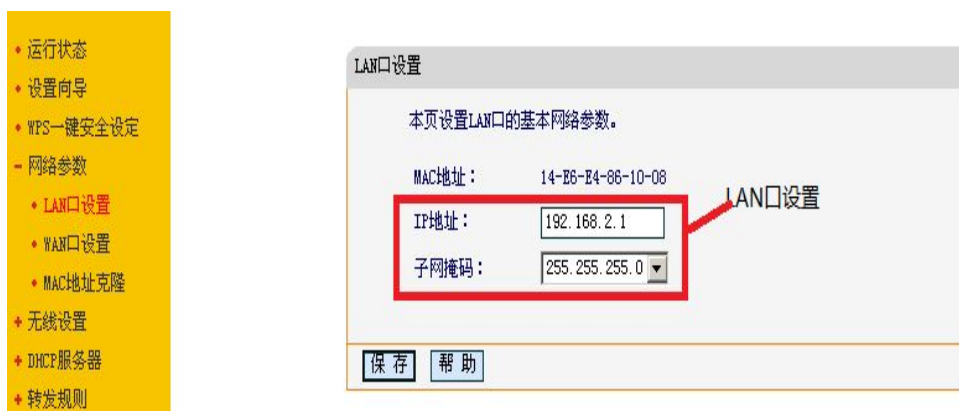 运行状态
设置向导
WPS一键安全设定
网络参数
LAN口设置
WAN口设置
MAC地址克隆
无线设置
DHCP服务器
转发规则
LAN口设置
本页设置LAN口的基本网络参数。
MAC地址： 14-E6-E4-86-10-08
IP地址： 192.168.2.1
子网掩码： 255.255.255.0
LAN口设置
保存 帮助